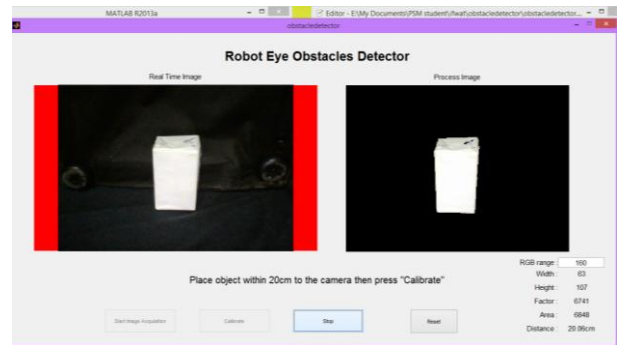 MATLAB R2013a
Editor - E:\My Documents\PSM student\ifwat\obstacledetector\obstacledetector...
obstacledetector
Robot Eye Obstacles Detector
Real Time Image
Process Image
RGB range : 160
Width : 63
Height : 107
Factor : 6741
Area : 6848
Distance : 20.06cm
Place object within 20cm to the camera then press "Calibrate"
Start Image Acquisition
Calibrate
Stop
Reset